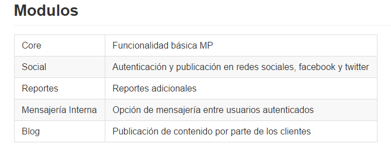 Modulos
Core Funcionalidad básica MP
Social Autenticación y publicación en redes sociales, facebook y twitter
Reportes Reportes adicionales
Mensajería Interna Opción de mensajería entre usuarios autenticados
Blog Publicación de contenido por parte de los clientes